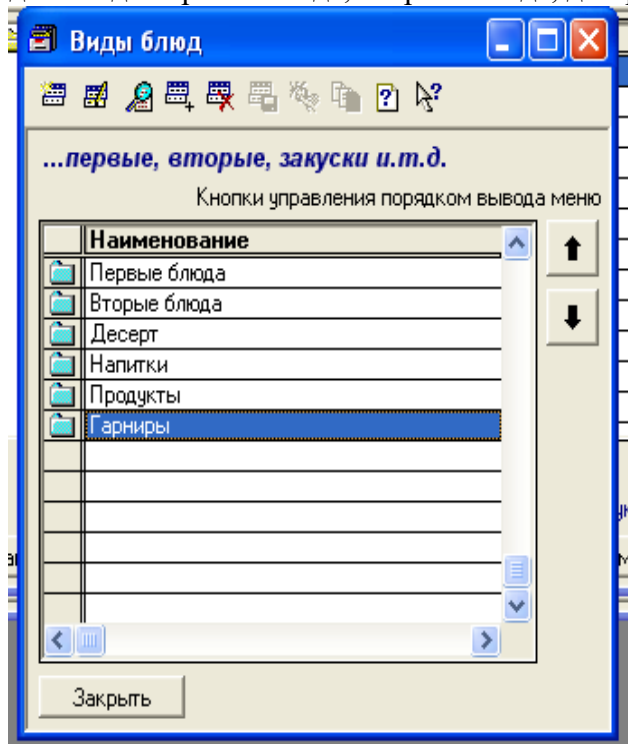 Виды блюд
...первые, вторые, закуски и.т.д.
Кнопки управления порядком вывода меню
Наименование
Первые блюда
Вторые блюда
Десерт
Напитки
Продукты
Гарниры
Закрыть